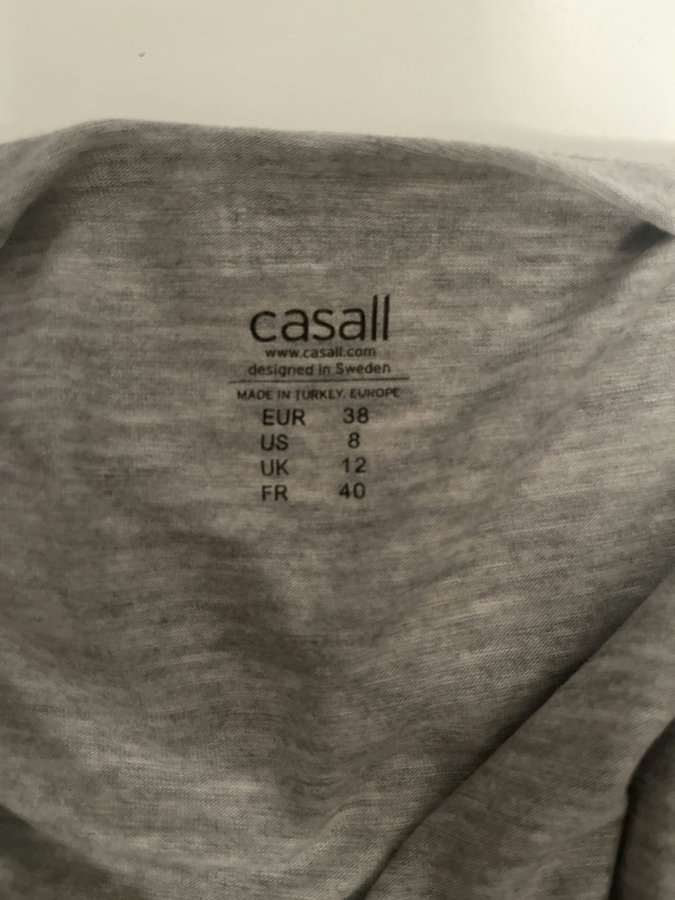 casall
www.casall.com
designed in Sweden
MADE IN TURKEY, EUROPE
EUR 38
US 8
UK 12
FR 40